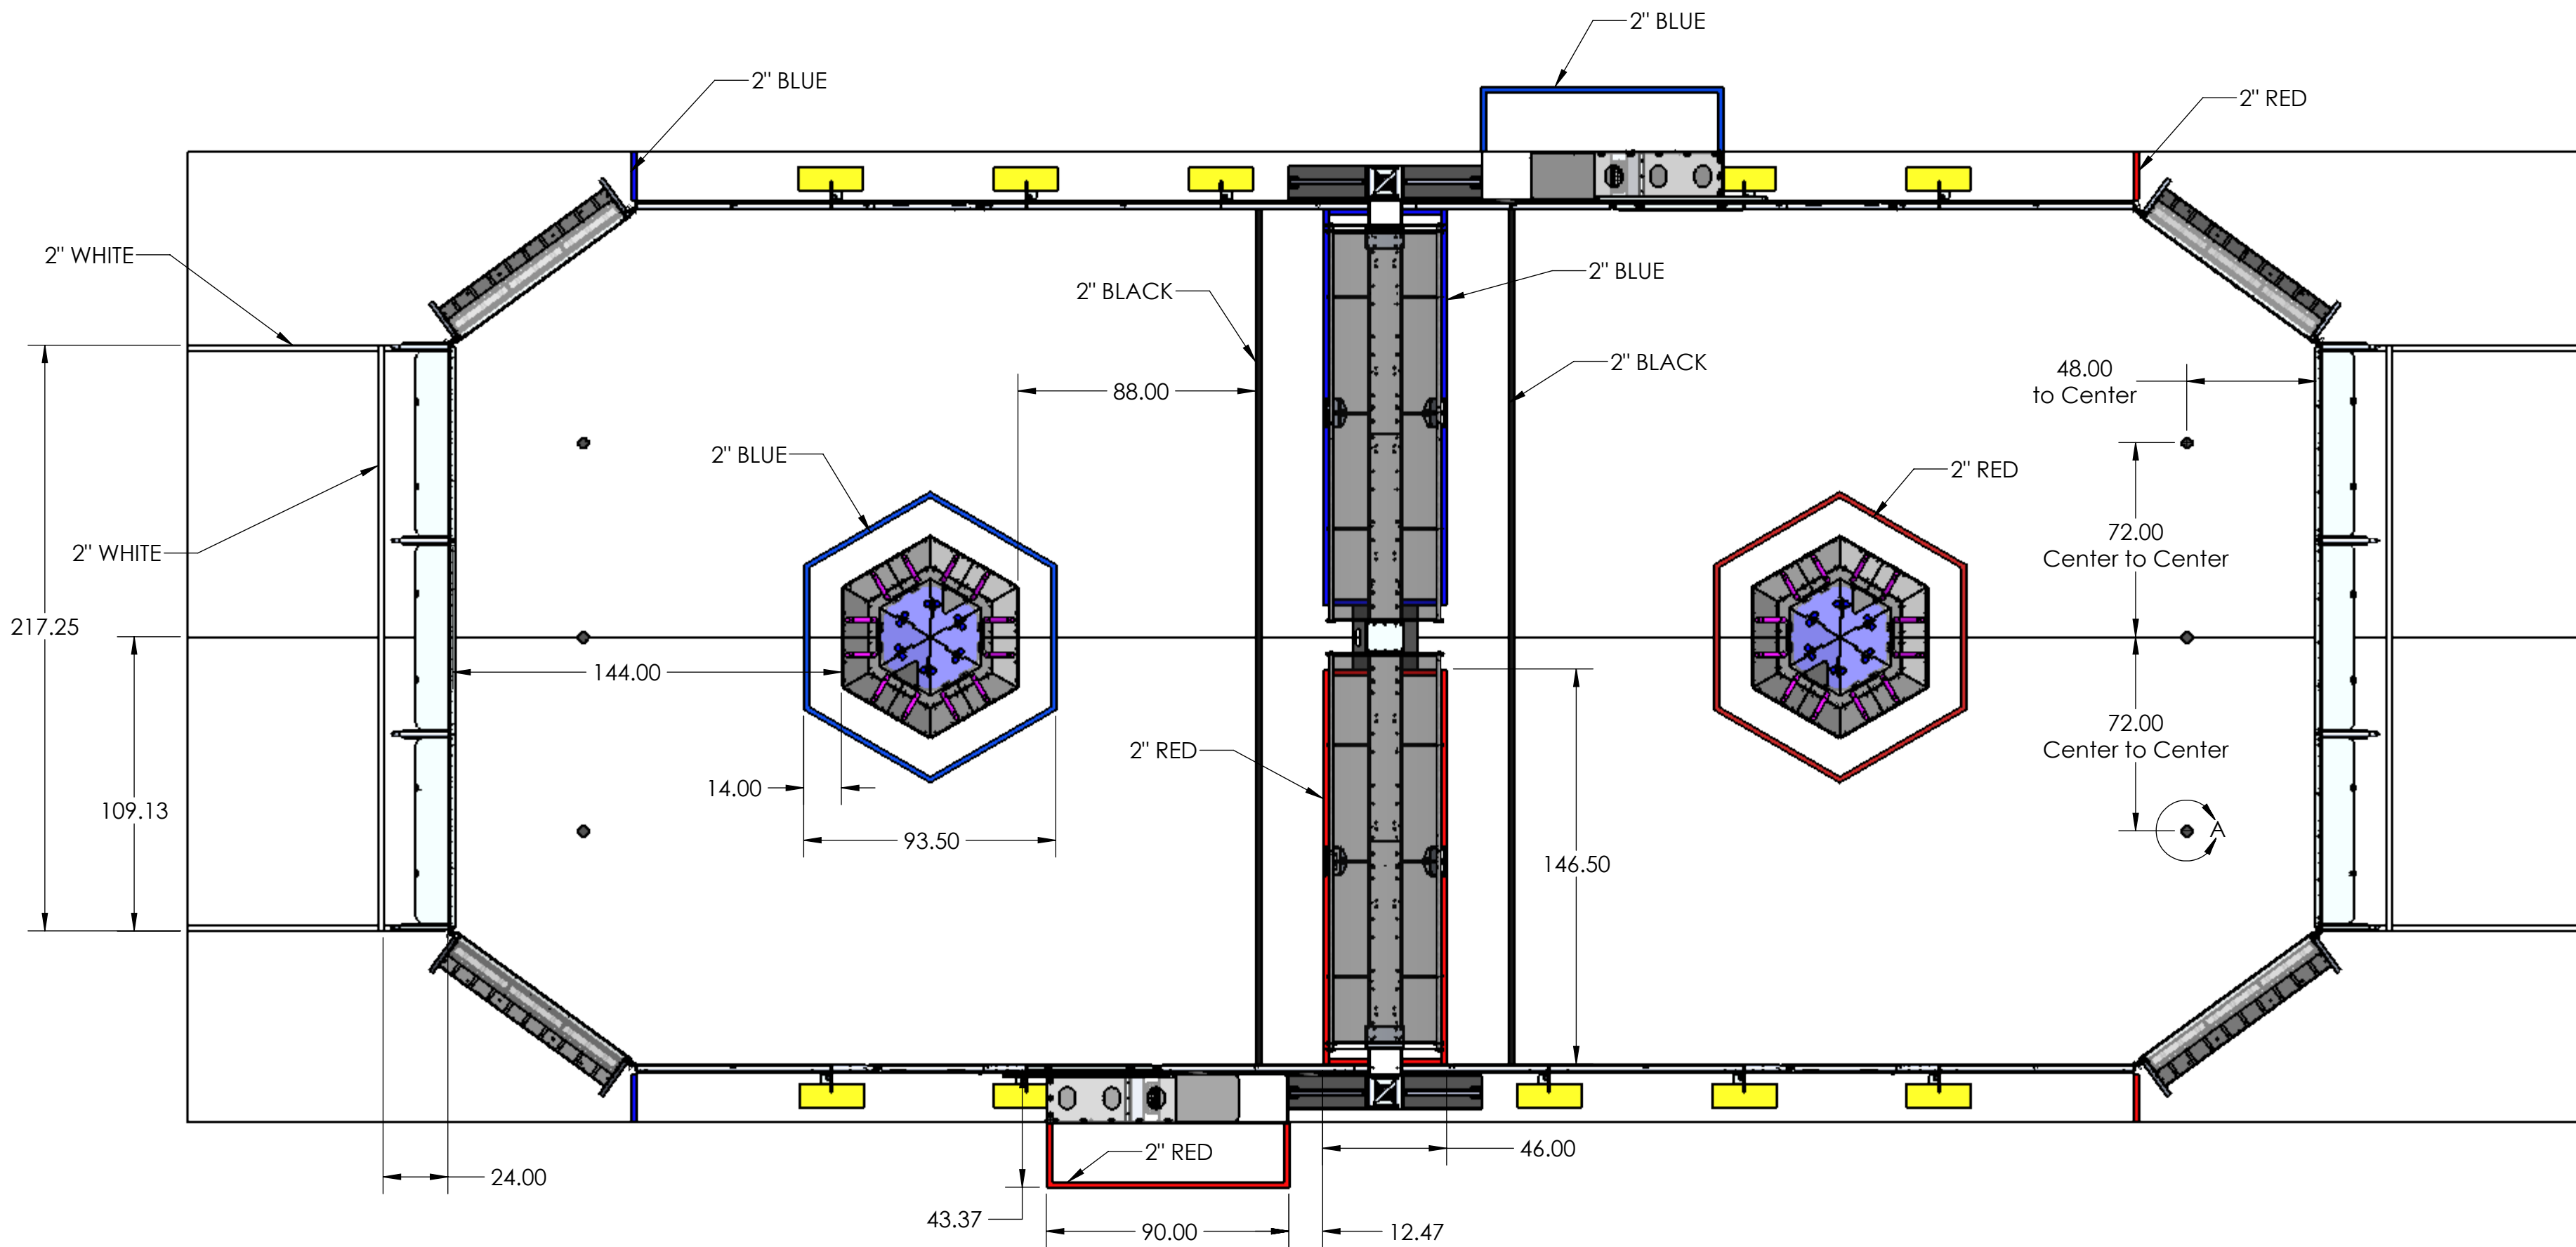 2" BLUE
2" BLUE
2" RED
2" WHITE
2" BLUE
2" BLACK
2" BLACK
48.00
to Center
88.00
2" BLUE
2" RED
2" WHITE
72.00
Center to Center
217.25
144.00
72.00
Center to Center
2" RED
14.00
109.13
A
93.50
146.50
2" RED
46.00
24.00
43.37
90.00
12.47